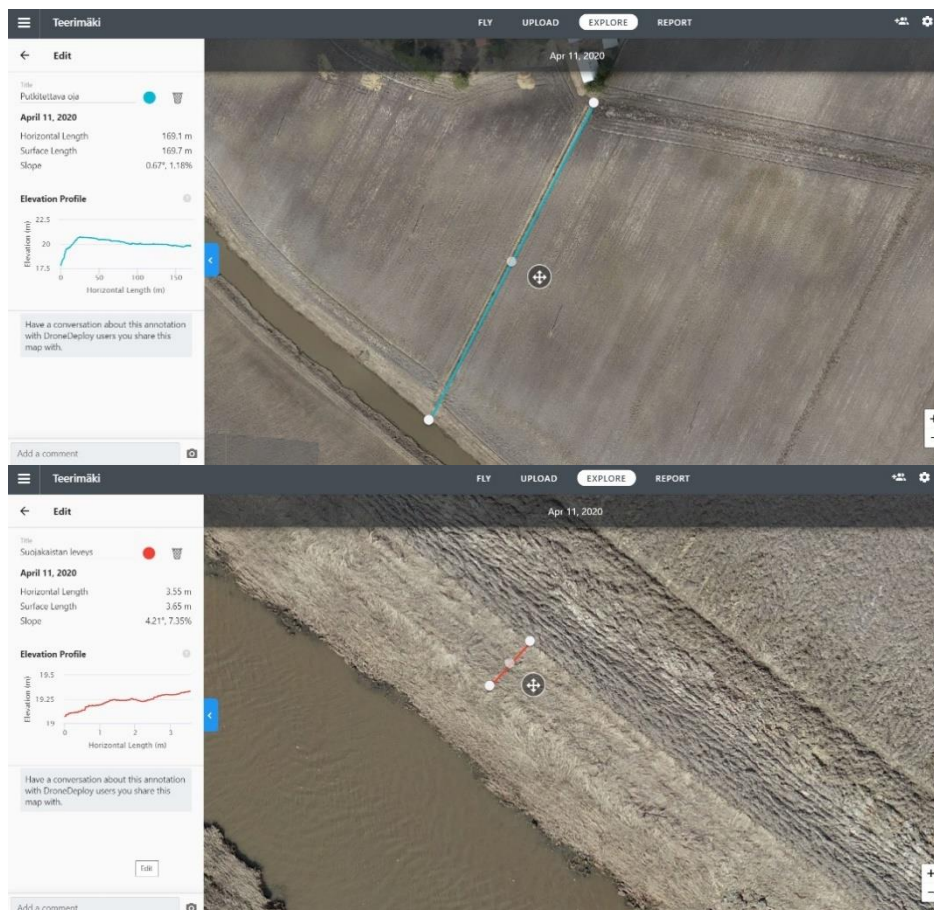 Teerimäki FLY UPLOAD EXPLORE REPORT
Edit
Apr 11, 2020
Title
Putkitettava oja
April 11, 2020
Horizontal Length 169.1 m
Surface Length 169.7 m
Slope 0.67°, 1.18%
Elevation Profile
22.5
20
17.5
Elevation (m)
0 50 100 150
Horizontal Length (m)
Have a conversation about this annotation
with DroneDeploy users you share this
map with.
Add a comment
Teerimäki FLY UPLOAD EXPLORE REPORT
Edit
Apr 11, 2020
Title
Suojakaistan leveys
April 11, 2020
Horizontal Length 3.55 m
Surface Length 3.65 m
Slope 4.21°, 7.35%
Elevation Profile
19.5
19.25
19
Elevation (m)
0 1 2 3
Horizontal Length (m)
Have a conversation about this annotation
with DroneDeploy users you share this
map with.
Edit
Add a comment